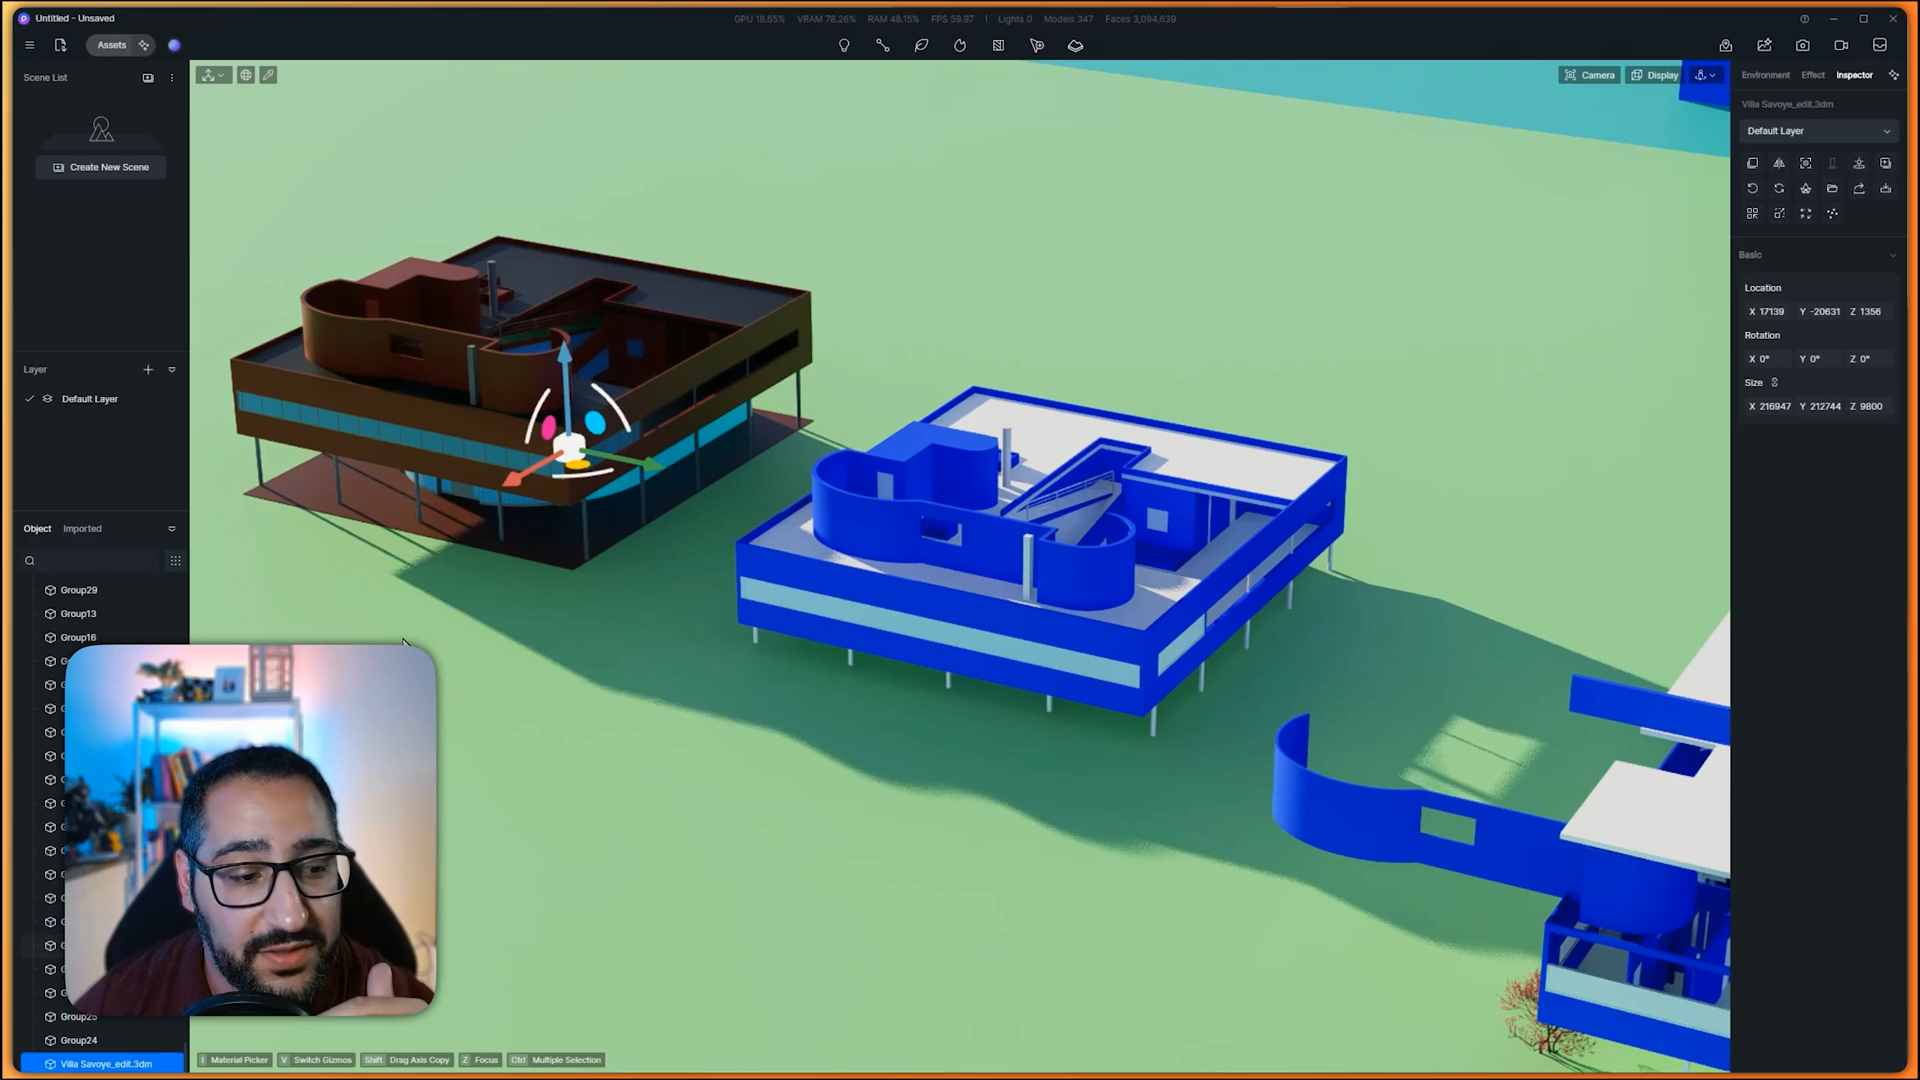 Untitled - Unsaved
GPU 18.65% VRAM 78.26% RAM 48.15% FPS 59.97 | Lights 0 Models 347 Faces 3,094,639
Assets
Scene List
Create New Scene
Layer
Default Layer
Object Imported
Group29
Group13
Group16
Group25
Group24
Villa Savoye_edit.3dm
Camera
Display
I Material Picker V Switch Gizmos Shift Drag Axis Copy Z Focus Ctrl Multiple Selection
Environment Effect Inspector
Villa Savoye_edit.3dm
Default Layer
Basic
Location
X 17139 Y -20631 Z 1356
Rotation
X 0° Y 0° Z 0°
Size
X 216947 Y 212744 Z 9800